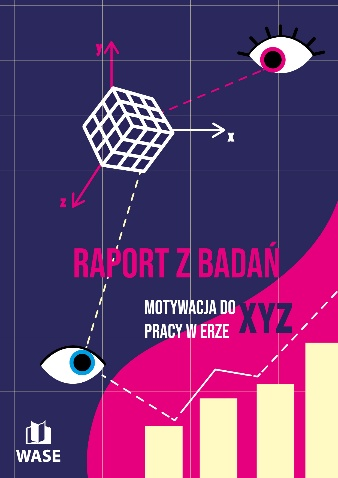 y
x
z
RAPORT Z BADAŃ
MOTYWACJA DO
PRACY W ERZE XYZ
WASE